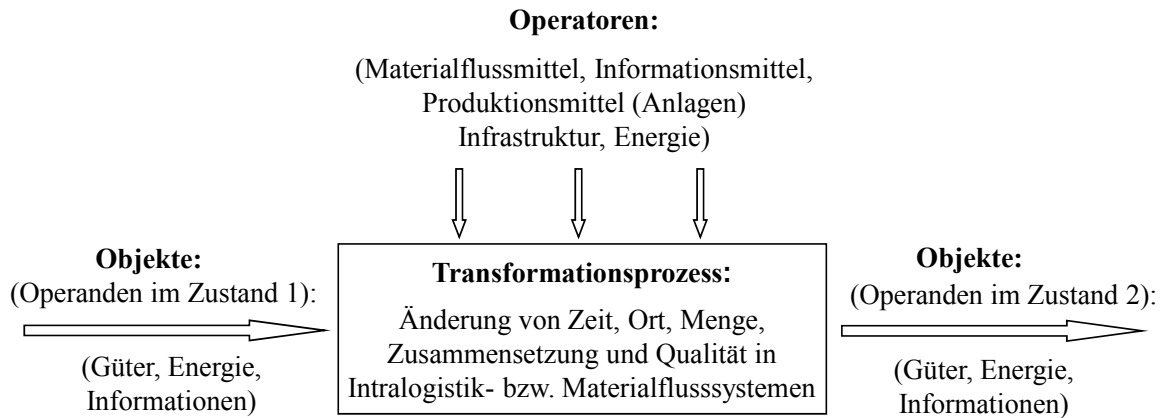 Operatoren:
(Materialflussmittel, Informationsmittel,
Produktionsmittel (Anlagen)
Infrastruktur, Energie)
Objekte:
(Operanden im Zustand 1):
(Güter, Energie,
Informationen)
Transformationsprozess:
Änderung von Zeit, Ort, Menge,
Zusammensetzung und Qualität in
Intralogistik- bzw. Materialflusssystemen
Objekte:
(Operanden im Zustand 2):
(Güter, Energie,
Informationen)